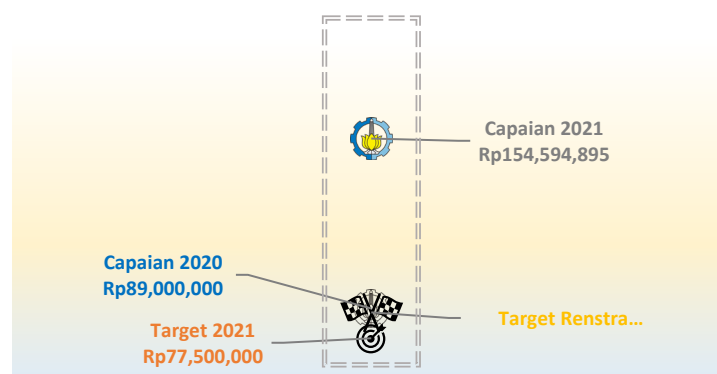 Capaian 2021
Rp154,594,895
Capaian 2020
Rp89,000,000
Target Renstra...
Target 2021
Rp77,500,000